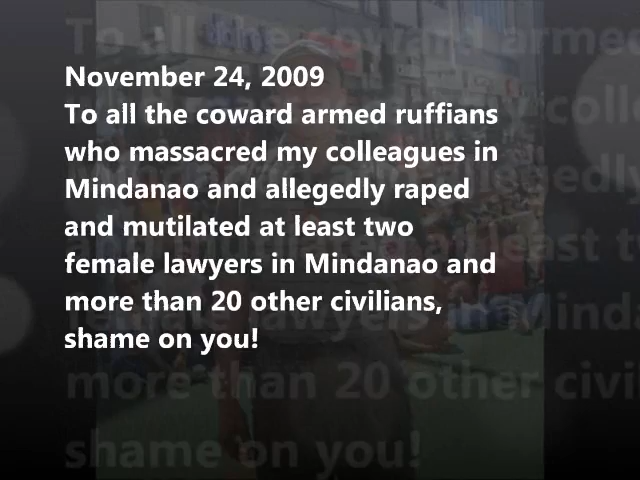 November 24, 2009
To all the coward armed ruffians
who massacred my colleagues in
Mindanao and allegedly raped
and mutilated at least two
female lawyers in Mindanao and
more than 20 other civilians,
shame on you!